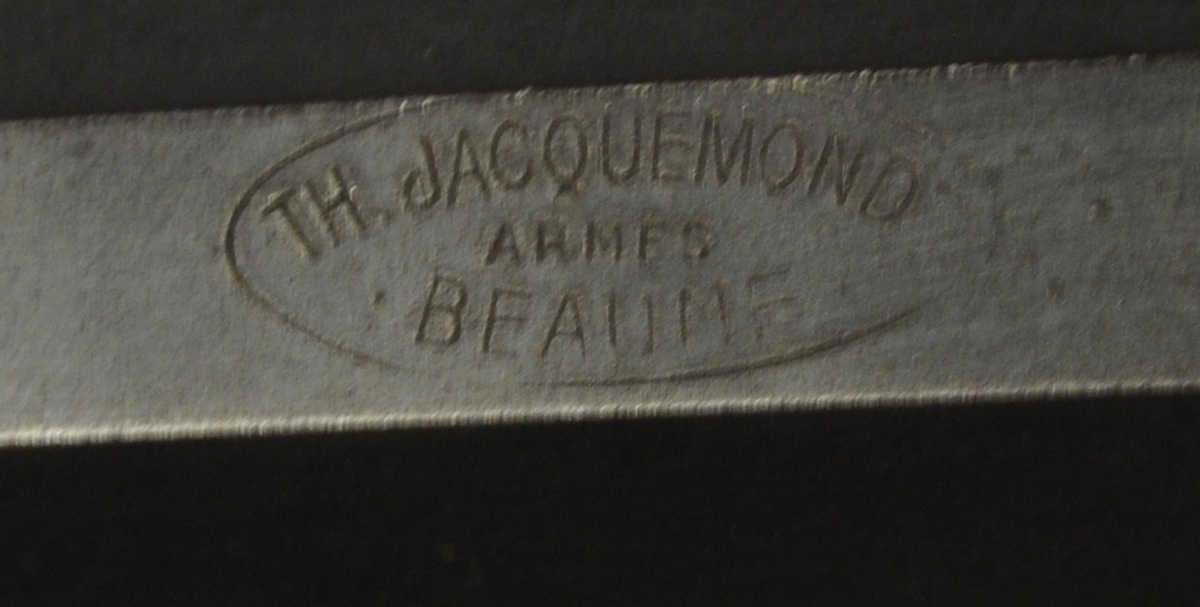 TH. JACQUEMOND
ARMES
BEAUNE